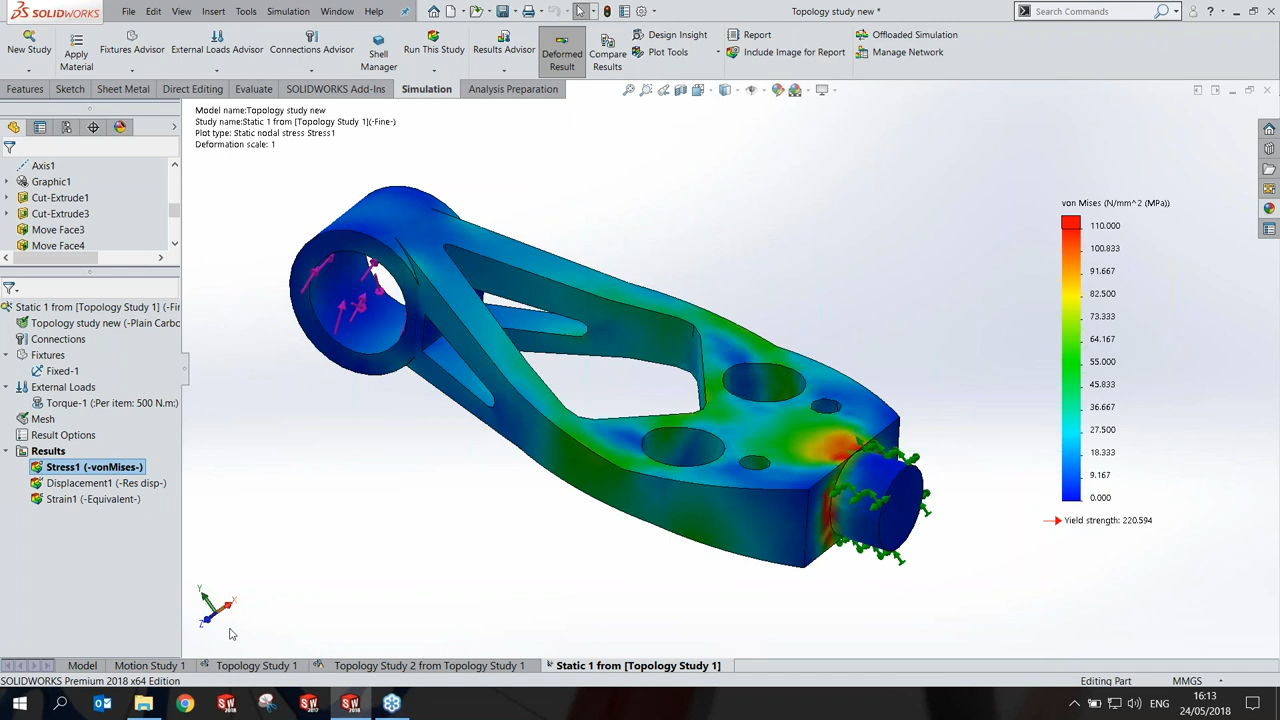 SOLIDWORKS
File Edit View Insert Tools Simulation Window Help
Topology study new *
Search Commands
New Study
Apply Material
Fixtures Advisor
External Loads Advisor
Connections Advisor
Shell Manager
Run This Study
Results Advisor
Deformed Result
Compare Results
Design Insight
Plot Tools
Report
Include Image for Report
Offloaded Simulation
Manage Network
Features Sketch Sheet Metal Direct Editing Evaluate SOLIDWORKS Add-Ins Simulation Analysis Preparation
Model name:Topology study new
Study name:Static 1 from [Topology Study 1](-Fine-)
Plot type: Static nodal stress Stress1
Deformation scale: 1
Axis1
Graphic1
Cut-Extrude1
Cut-Extrude3
Move Face3
Move Face4
Static 1 from [Topology Study 1] (-Fi
Topology study new (-Plain Carbo
Connections
Fixtures
Fixed-1
External Loads
Torque-1 (:Per item: 500 N.m:)
Mesh
Result Options
Results
Stress1 (-vonMises-)
Displacement1 (-Res disp-)
Strain1 (-Equivalent-)
von Mises (N/mm^2 (MPa))
110.000
100.833
91.667
82.500
73.333
64.167
55.000
45.833
36.667
27.500
18.333
9.167
0.000
Yield strength: 220.594
Y
X
Z
Model Motion Study 1 Topology Study 1 Topology Study 2 from Topology Study 1 Static 1 from [Topology Study 1]
SOLIDWORKS Premium 2018 x64 Edition
Editing Part
MMGS
ENG
16:13
24/05/2018